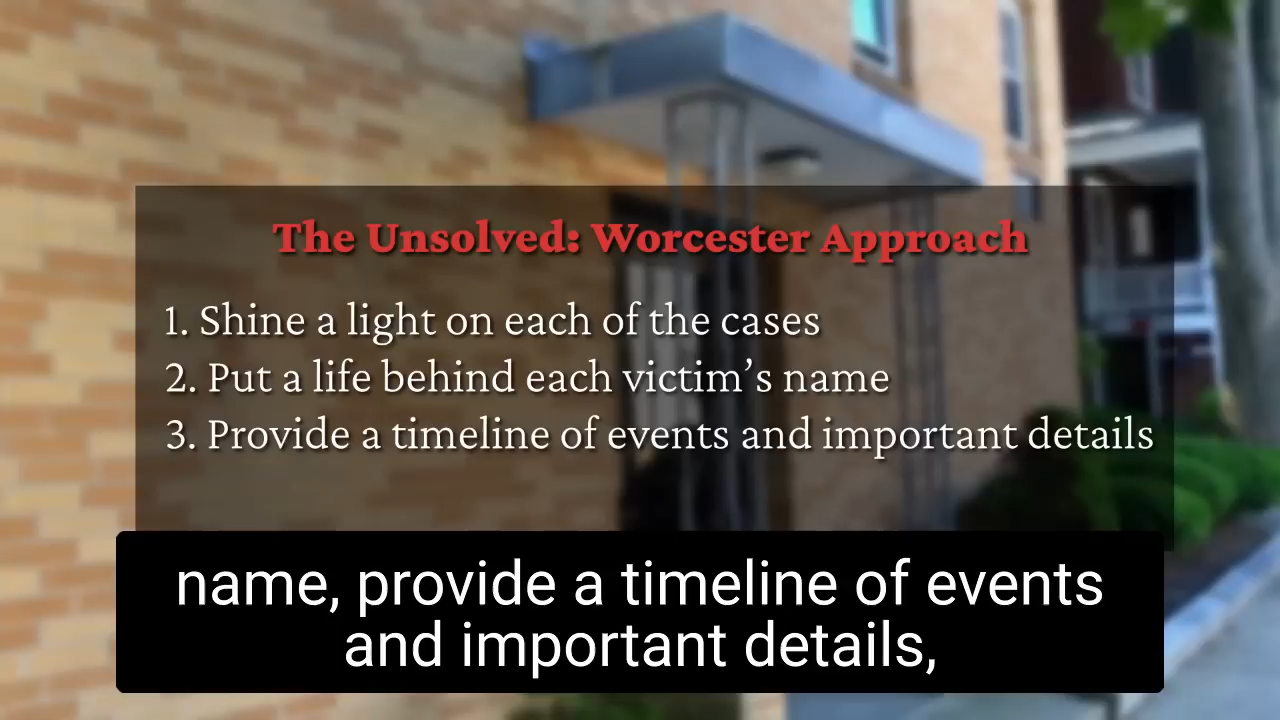 The Unsolved: Worcester Approach
1. Shine a light on each of the cases
2. Put a life behind each victim’s name
3. Provide a timeline of events and important details
name, provide a timeline of events
and important details,